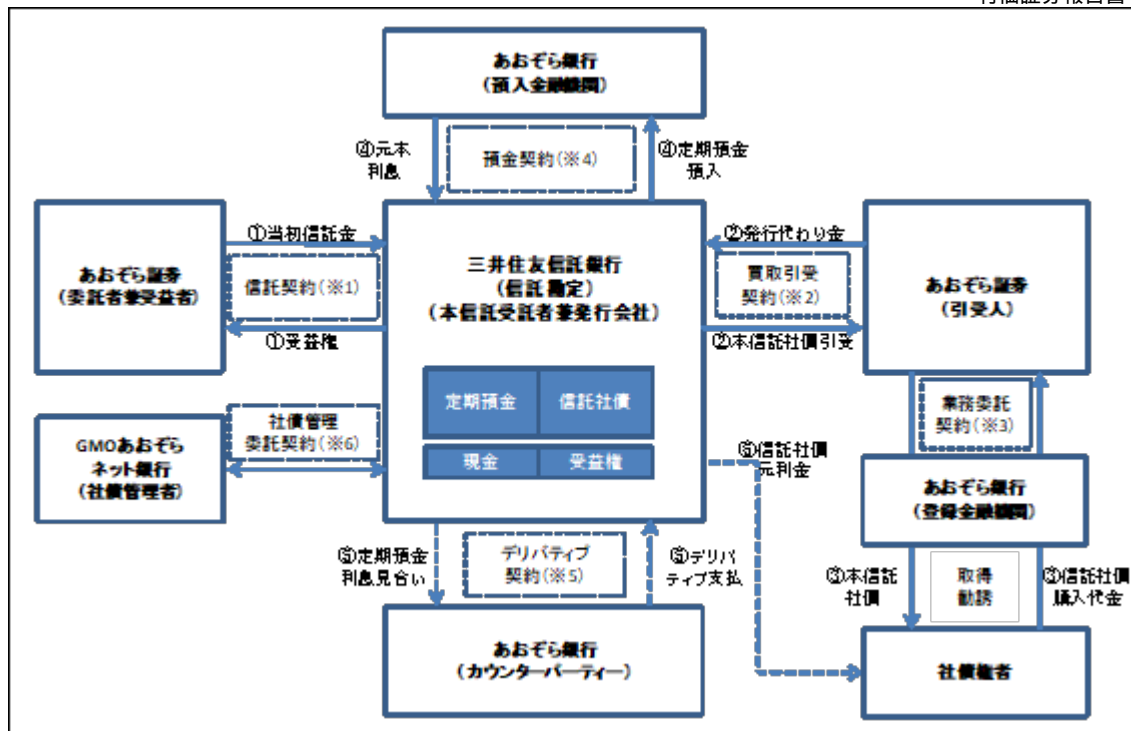 有価証券報告書
あおぞら銀行
(預入金融機関)
④元本
利息
預金契約(※4)
④定期預金
預入
あおぞら証券
(委託者兼受益者)
①当初信託金
信託契約(※1)
①受益権
三井住友信託銀行
(信託勘定)
(本信託受託者兼発行会社)
②発行代わり金
買取引受
契約(※2)
②本信託社債引受
あおぞら証券
(引受人)
定期預金
信託社債
現金
受益権
GMOあおぞら
ネット銀行
(社債管理者)
社債管理
委託契約(※6)
⑥信託社債
元利金
業務委託
契約(※3)
あおぞら銀行
(登録金融機関)
⑤定期預金
利息見合い
デリバティブ
契約(※5)
⑤デリバ
ティブ支払
③本信託
社債
取得
勧誘
③信託社債
購入代金
あおぞら銀行
(カウンターパーティー)
社債権者